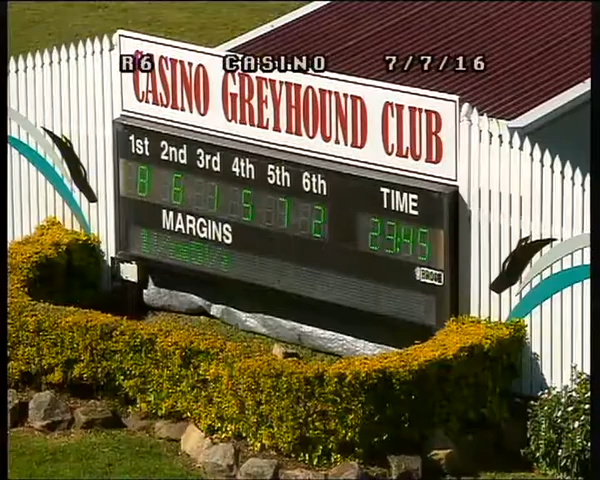 R6 CASINO 7/7/16
CASINO GREYHOUND CLUB
1st 2nd 3rd 4th 5th 6th TIME
8 6 1 5 7 2 23:45
MARGINS